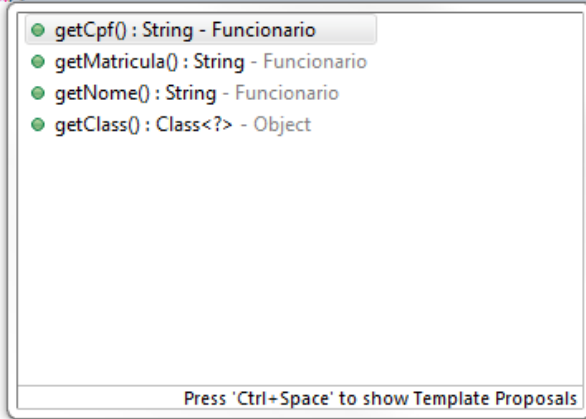 getCpf() : String - Funcionario
getMatricula() : String - Funcionario
getNome() : String - Funcionario
getClass() : Class<?> - Object
Press 'Ctrl+Space' to show Template Proposals